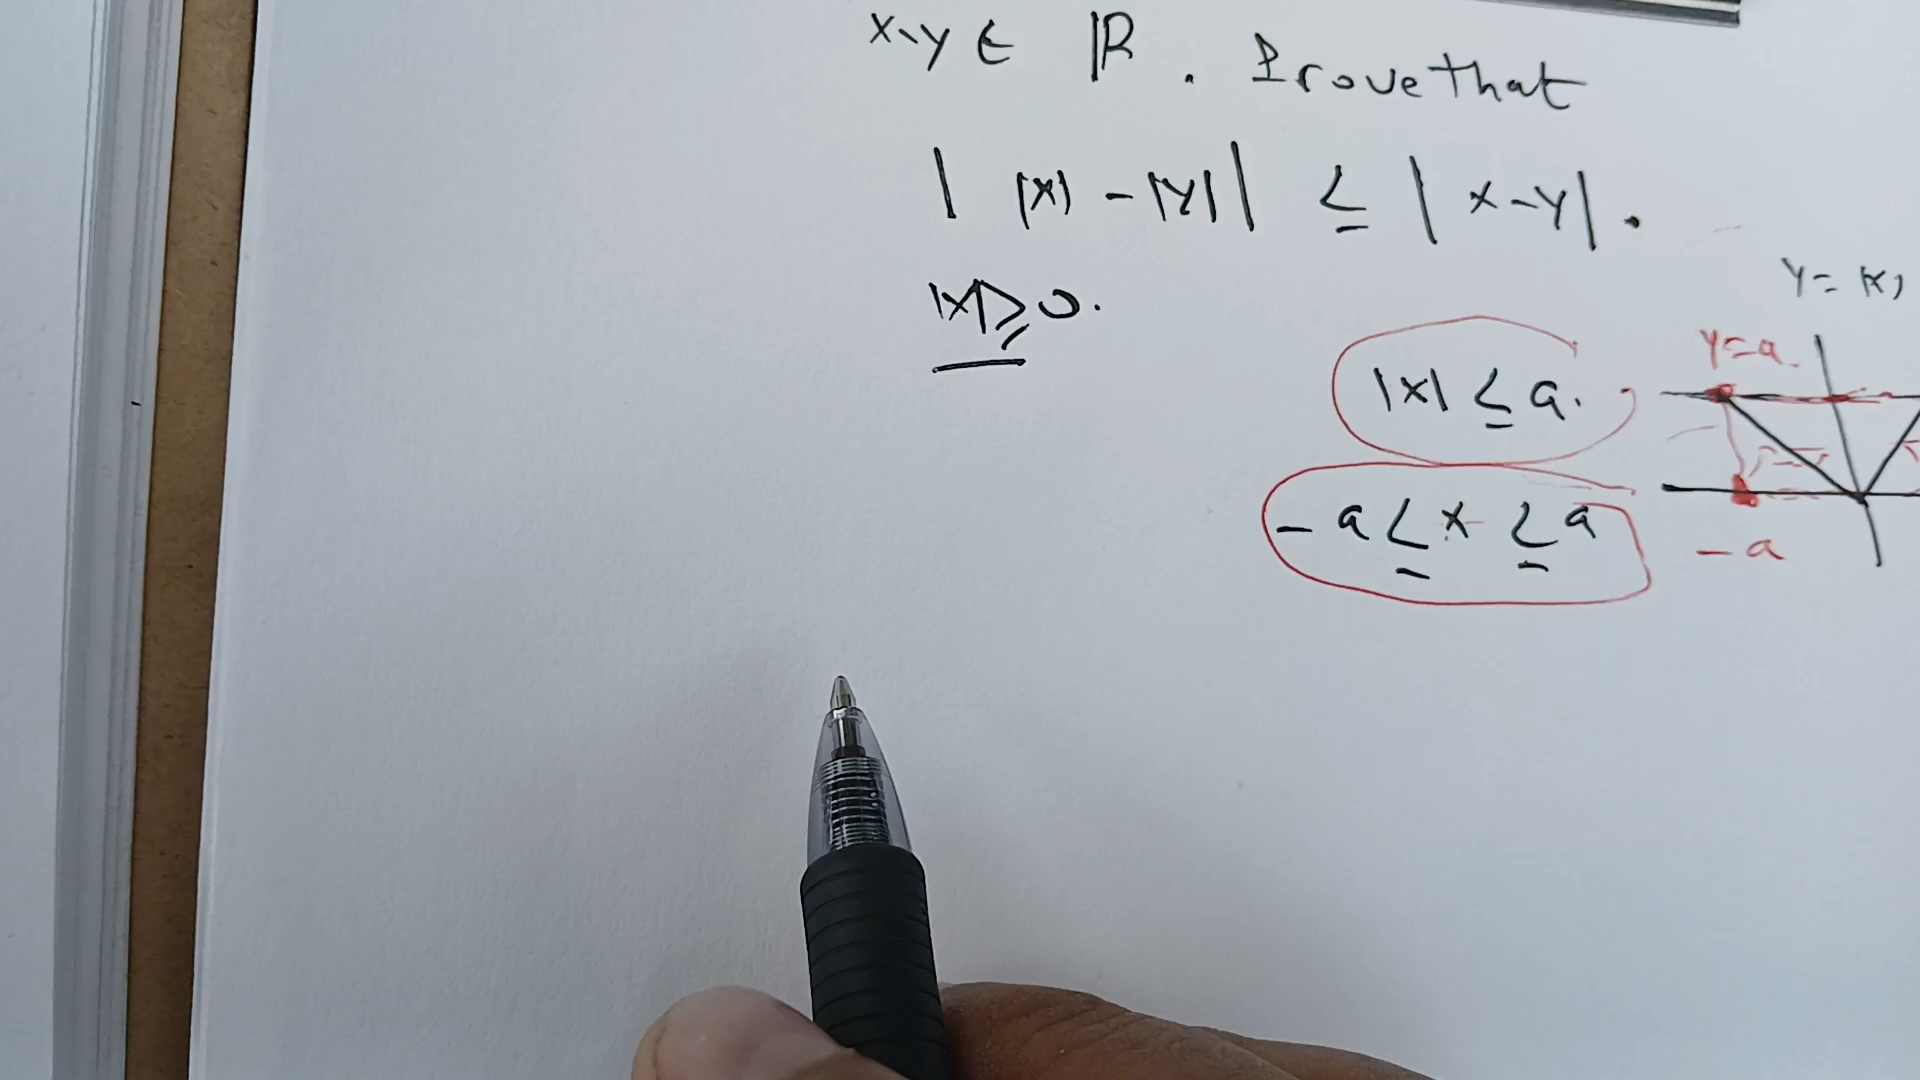 x, y ∈ ℝ . Prove that
| |x| - |y| | ≤ | x - y | .
|x| ≥ 0 .
y = |x|
y = a .
|x| ≤ a .
- a ≤ x ≤ a
- a